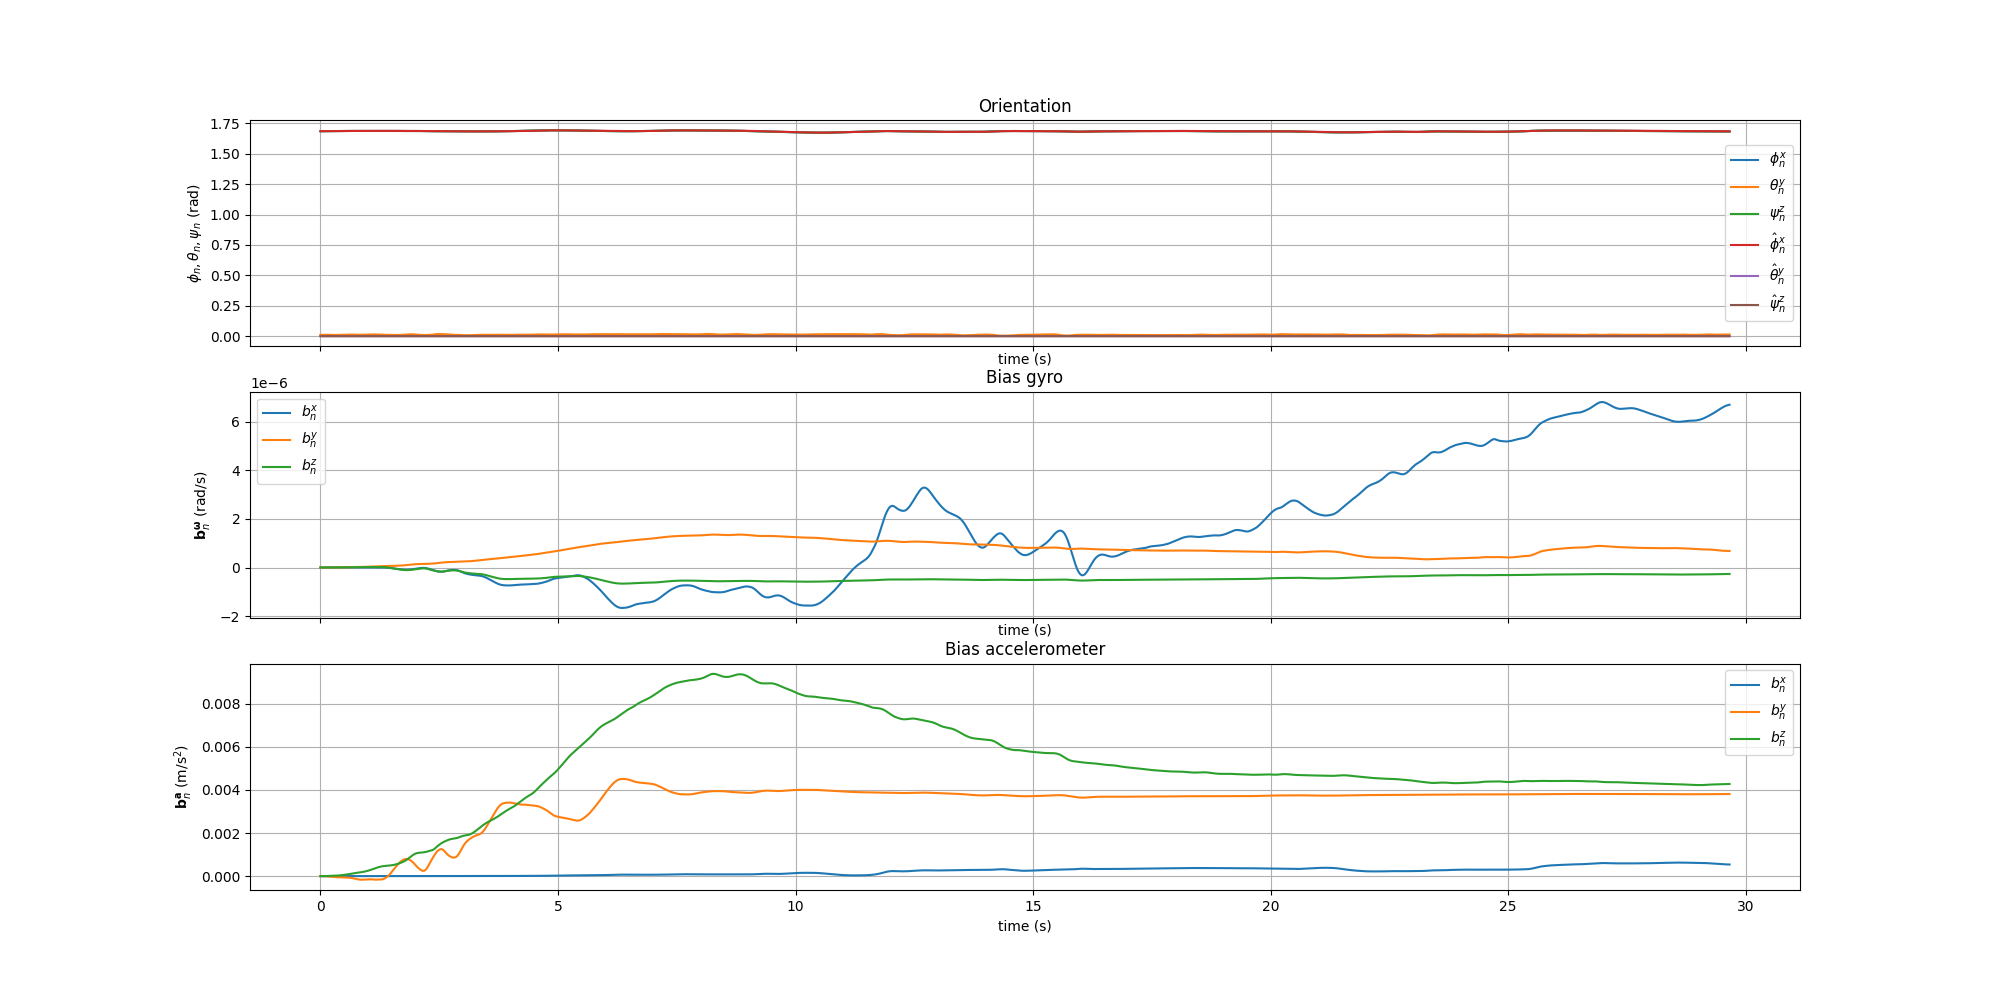 Orientation
1.75
1.50
1.25
1.00
0.75
0.50
0.25
0.00
ϕₙ, θₙ, ψₙ (rad)
ϕₙˣ
θₙʸ
ψₙᶻ
ϕ̂ₙˣ
θ̂ₙʸ
ψ̂ₙᶻ
time (s)
Bias gyro
1e−6
6
4
2
0
−2
𝐛ₙ^𝛚 (rad/s)
bₙˣ
bₙʸ
bₙᶻ
time (s)
Bias accelerometer
0.008
0.006
0.004
0.002
0.000
𝐛ₙ^𝐚 (m/s²)
bₙˣ
bₙʸ
bₙᶻ
0 5 10 15 20 25 30
time (s)